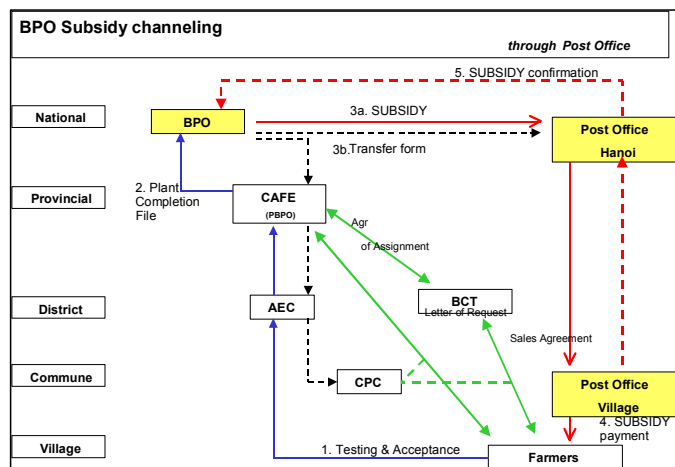 BPO Subsidy channeling
through Post Office
5. SUBSIDY confirmation
National
3a. SUBSIDY
BPO
Post Office
Hanoi
3b.Transfer form
Provincial
2. Plant
Completion
File
CAFE
(PBPO)
Agr
of Assignment
District
AEC
BCT
Letter of Request
Sales Agreement
Commune
CPC
Post Office
Village
4. SUBSIDY
payment
Village
1. Testing & Acceptance
Farmers